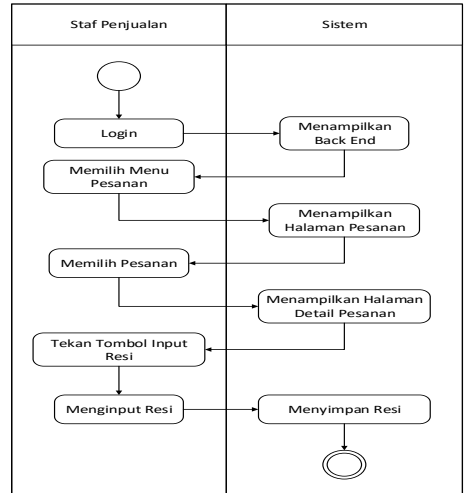 Staf Penjualan
Sistem
Login
Menampilkan
Back End
Memilih Menu
Pesanan
Menampilkan
Halaman Pesanan
Memilih Pesanan
Menampilkan Halaman
Detail Pesanan
Tekan Tombol Input
Resi
Menginput Resi
Menyimpan Resi